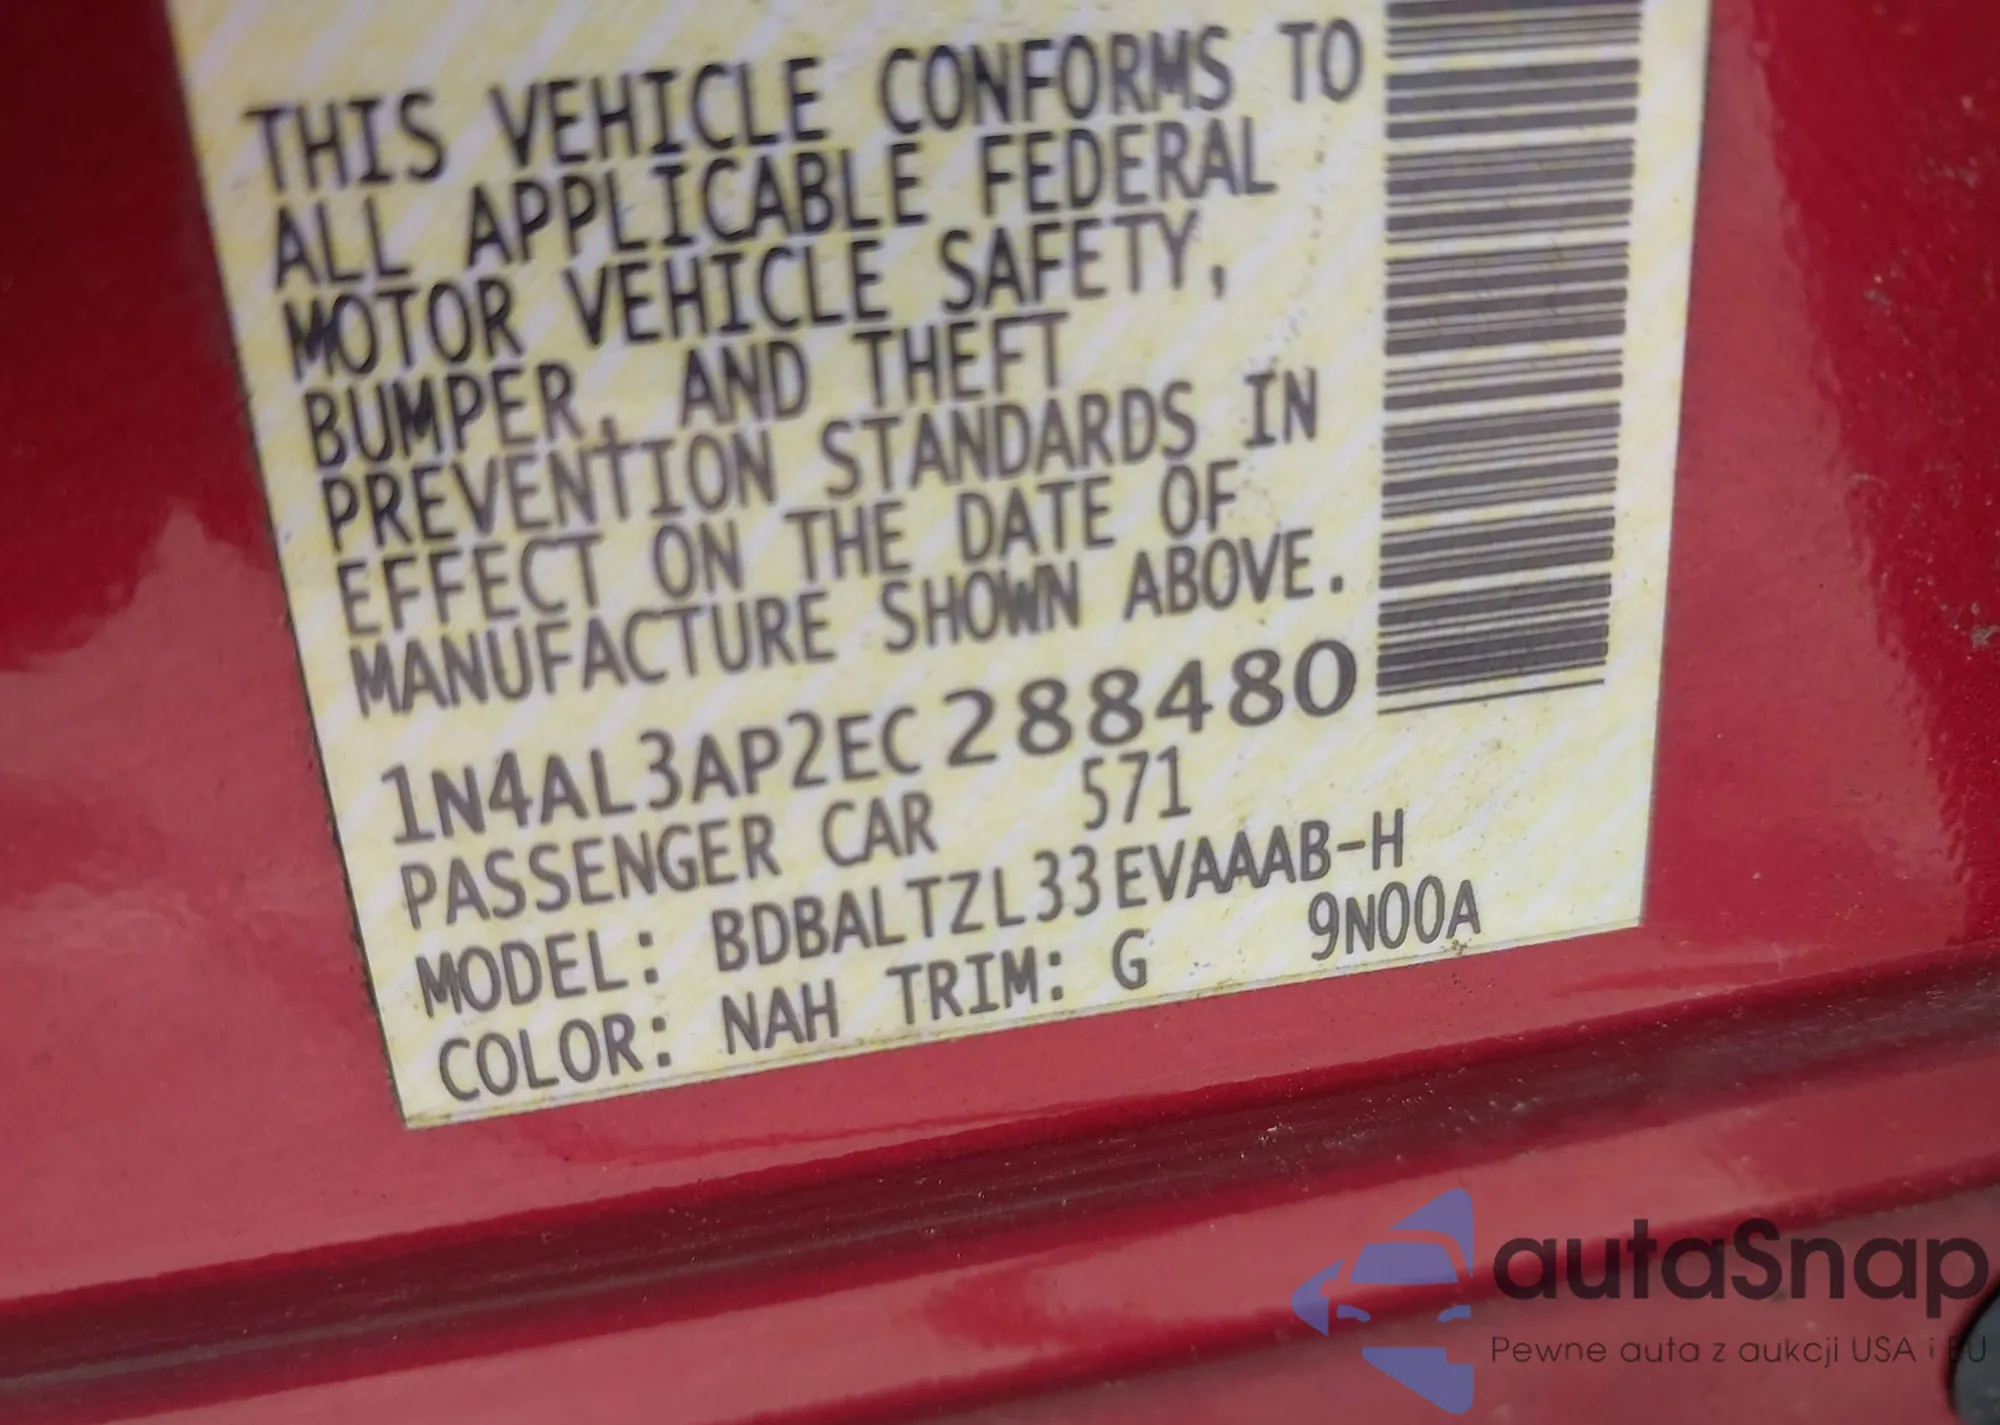 THIS VEHICLE CONFORMS TO
ALL APPLICABLE FEDERAL
MOTOR VEHICLE SAFETY,
BUMPER, AND THEFT
PREVENTION STANDARDS IN
EFFECT ON THE DATE OF
MANUFACTURE SHOWN ABOVE.
1N4AL3AP2EC288480
PASSENGER CAR 571
MODEL: BDBALTZL33EVAAAB-H
COLOR: NAH TRIM: G 9N00A
autaSnap
Pewne auta z aukcji USA i EU